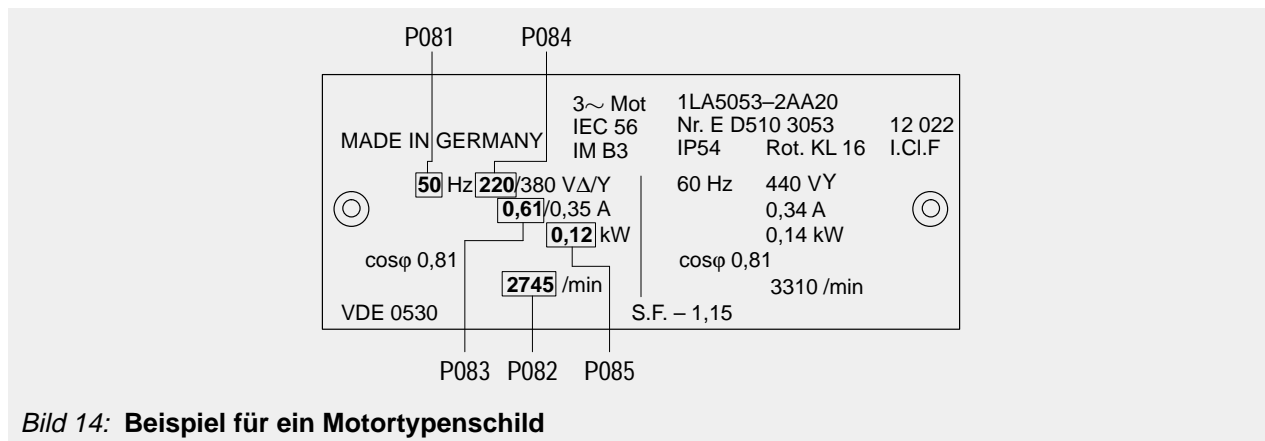 P081 P084
3∼ Mot 1LA5053–2AA20
IEC 56 Nr. E D510 3053 12 022
MADE IN GERMANY IM B3 IP54 Rot. KL 16 I.Cl.F
50 Hz 220/380 V∆/Y 60 Hz 440 VY
0,61/0,35 A 0,34 A
0,12 kW 0,14 kW
cosφ 0,81 cosφ 0,81
2745 /min 3310 /min
VDE 0530 S.F. – 1,15
P083 P082 P085
Bild 14: Beispiel für ein Motortypenschild